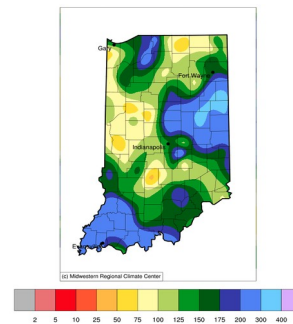 Gary
Fort Wayne
Indianapolis
(c) Midwestern Regional Climate Center
2 5 10 25 50 75 100 125 150 175 200 300 400